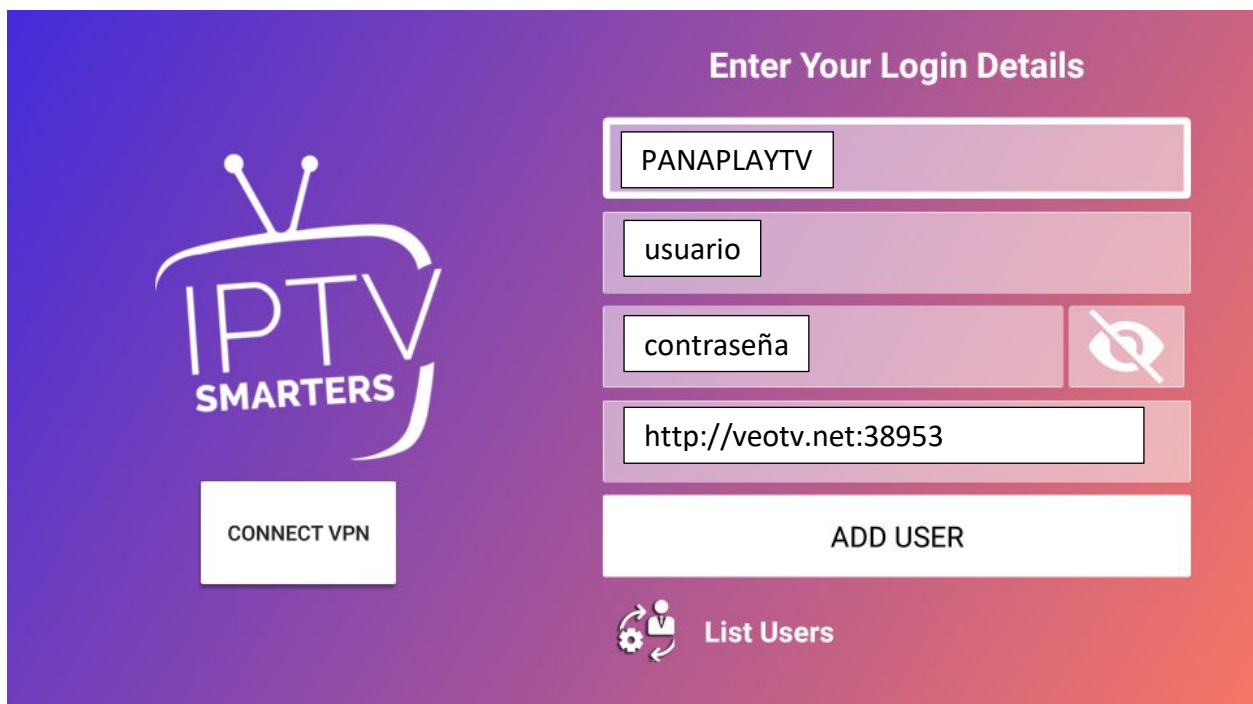 Enter Your Login Details
PANAPLAYTV
usuario
contraseña
http://veotv.net:38953
ADD USER
List Users
IPTV
SMARTERS
CONNECT VPN